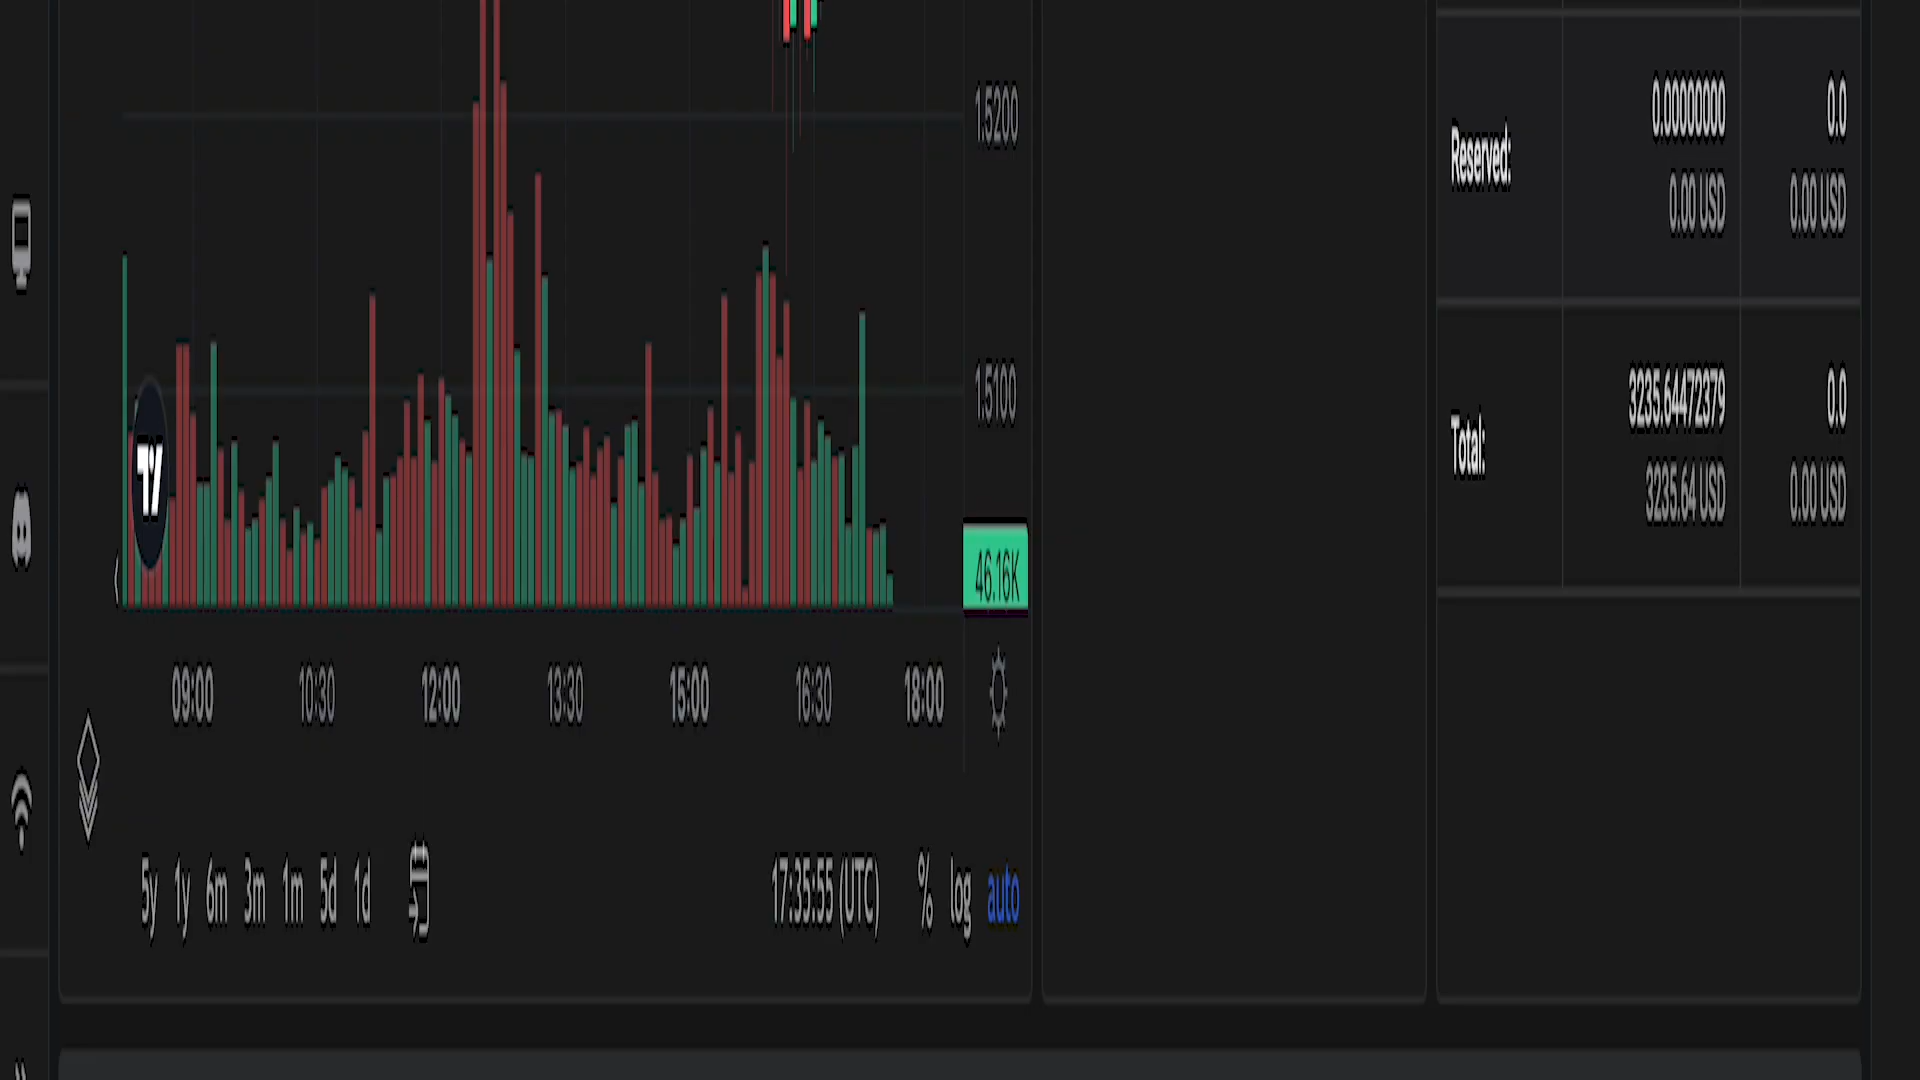 1.5200
1.5100
46.16K
09:00 10:30 12:00 13:30 15:00 16:30 18:00
5y 1y 6m 3m 1m 5d 1d
17:35:55 (UTC) % log auto
Reserved:
0.00000000 0.0
0.00 USD 0.00 USD
Total:
3235.64472379 0.0
3235.64 USD 0.00 USD